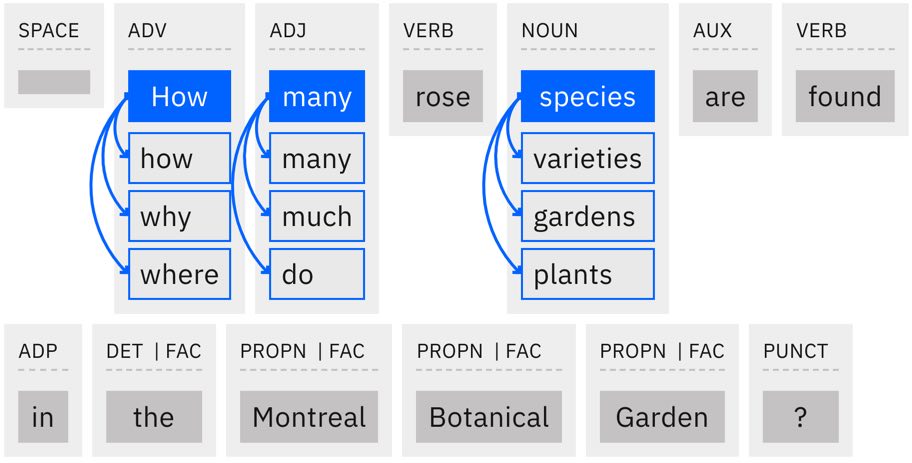 SPACE ADV ADJ VERB NOUN AUX VERB
How many rose species are found
how many varieties
why much gardens
where do plants
ADP DET | FAC PROPN | FAC PROPN | FAC PROPN | FAC PUNCT
in the Montreal Botanical Garden ?